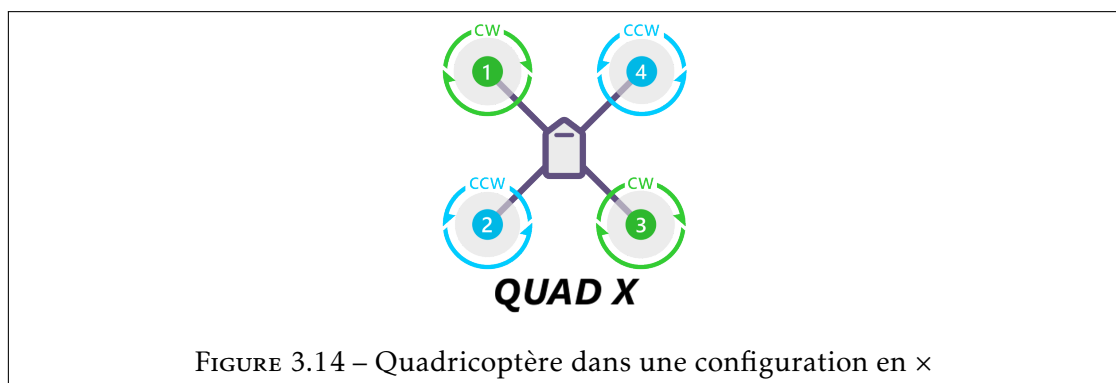 CW
CCW
1
4
CCW
CW
2
3
QUAD X
FIGURE 3.14 – Quadricoptère dans une configuration en ×